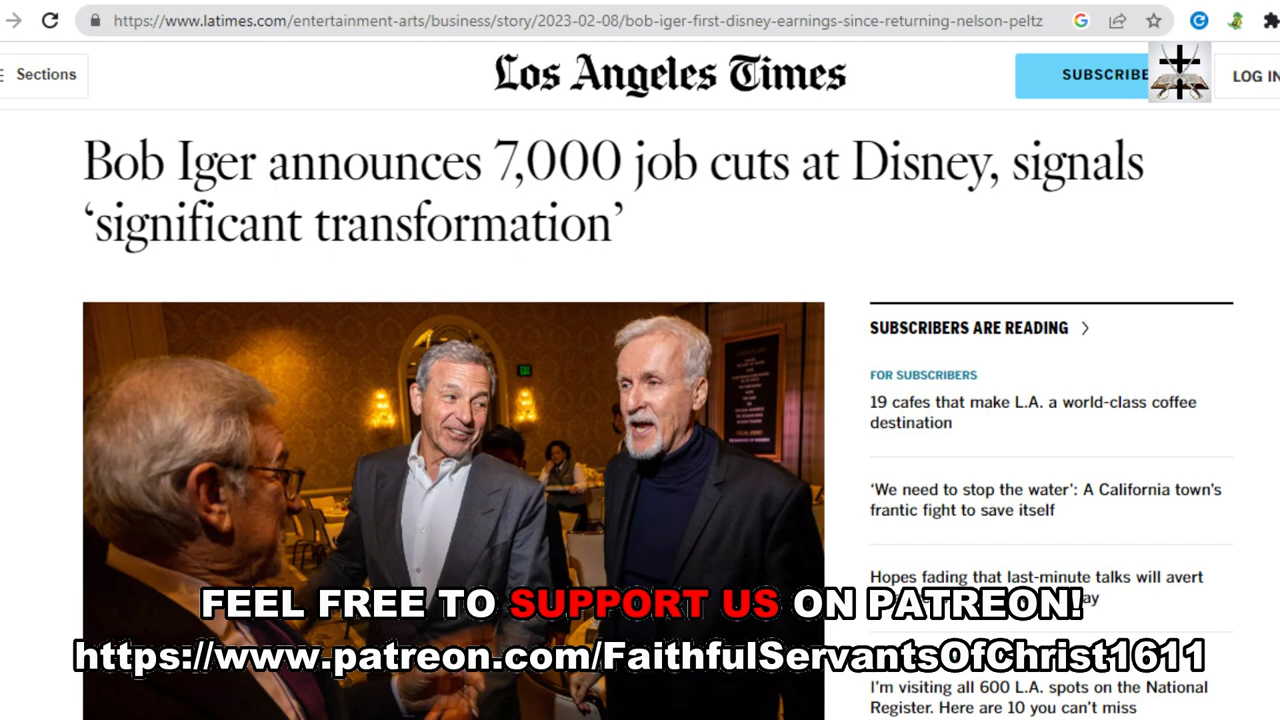 https://www.latimes.com/entertainment-arts/business/story/2023-02-08/bob-iger-first-disney-earnings-since-returning-nelson-peltz
Sections
Los Angeles Times
SUBSCRIBE
LOG IN
Bob Iger announces 7,000 job cuts at Disney, signals
‘significant transformation’
SUBSCRIBERS ARE READING
FOR SUBSCRIBERS
19 cafes that make L.A. a world-class coffee
destination
‘We need to stop the water’: A California town’s
frantic fight to save itself
Hopes fading that last-minute talks will avert
FEEL FREE TO SUPPORT US ON PATREON!
https://www.patreon.com/FaithfulServantsOfChrist1611
I’m visiting all 600 L.A. spots on the National
Register. Here are 10 you can’t miss